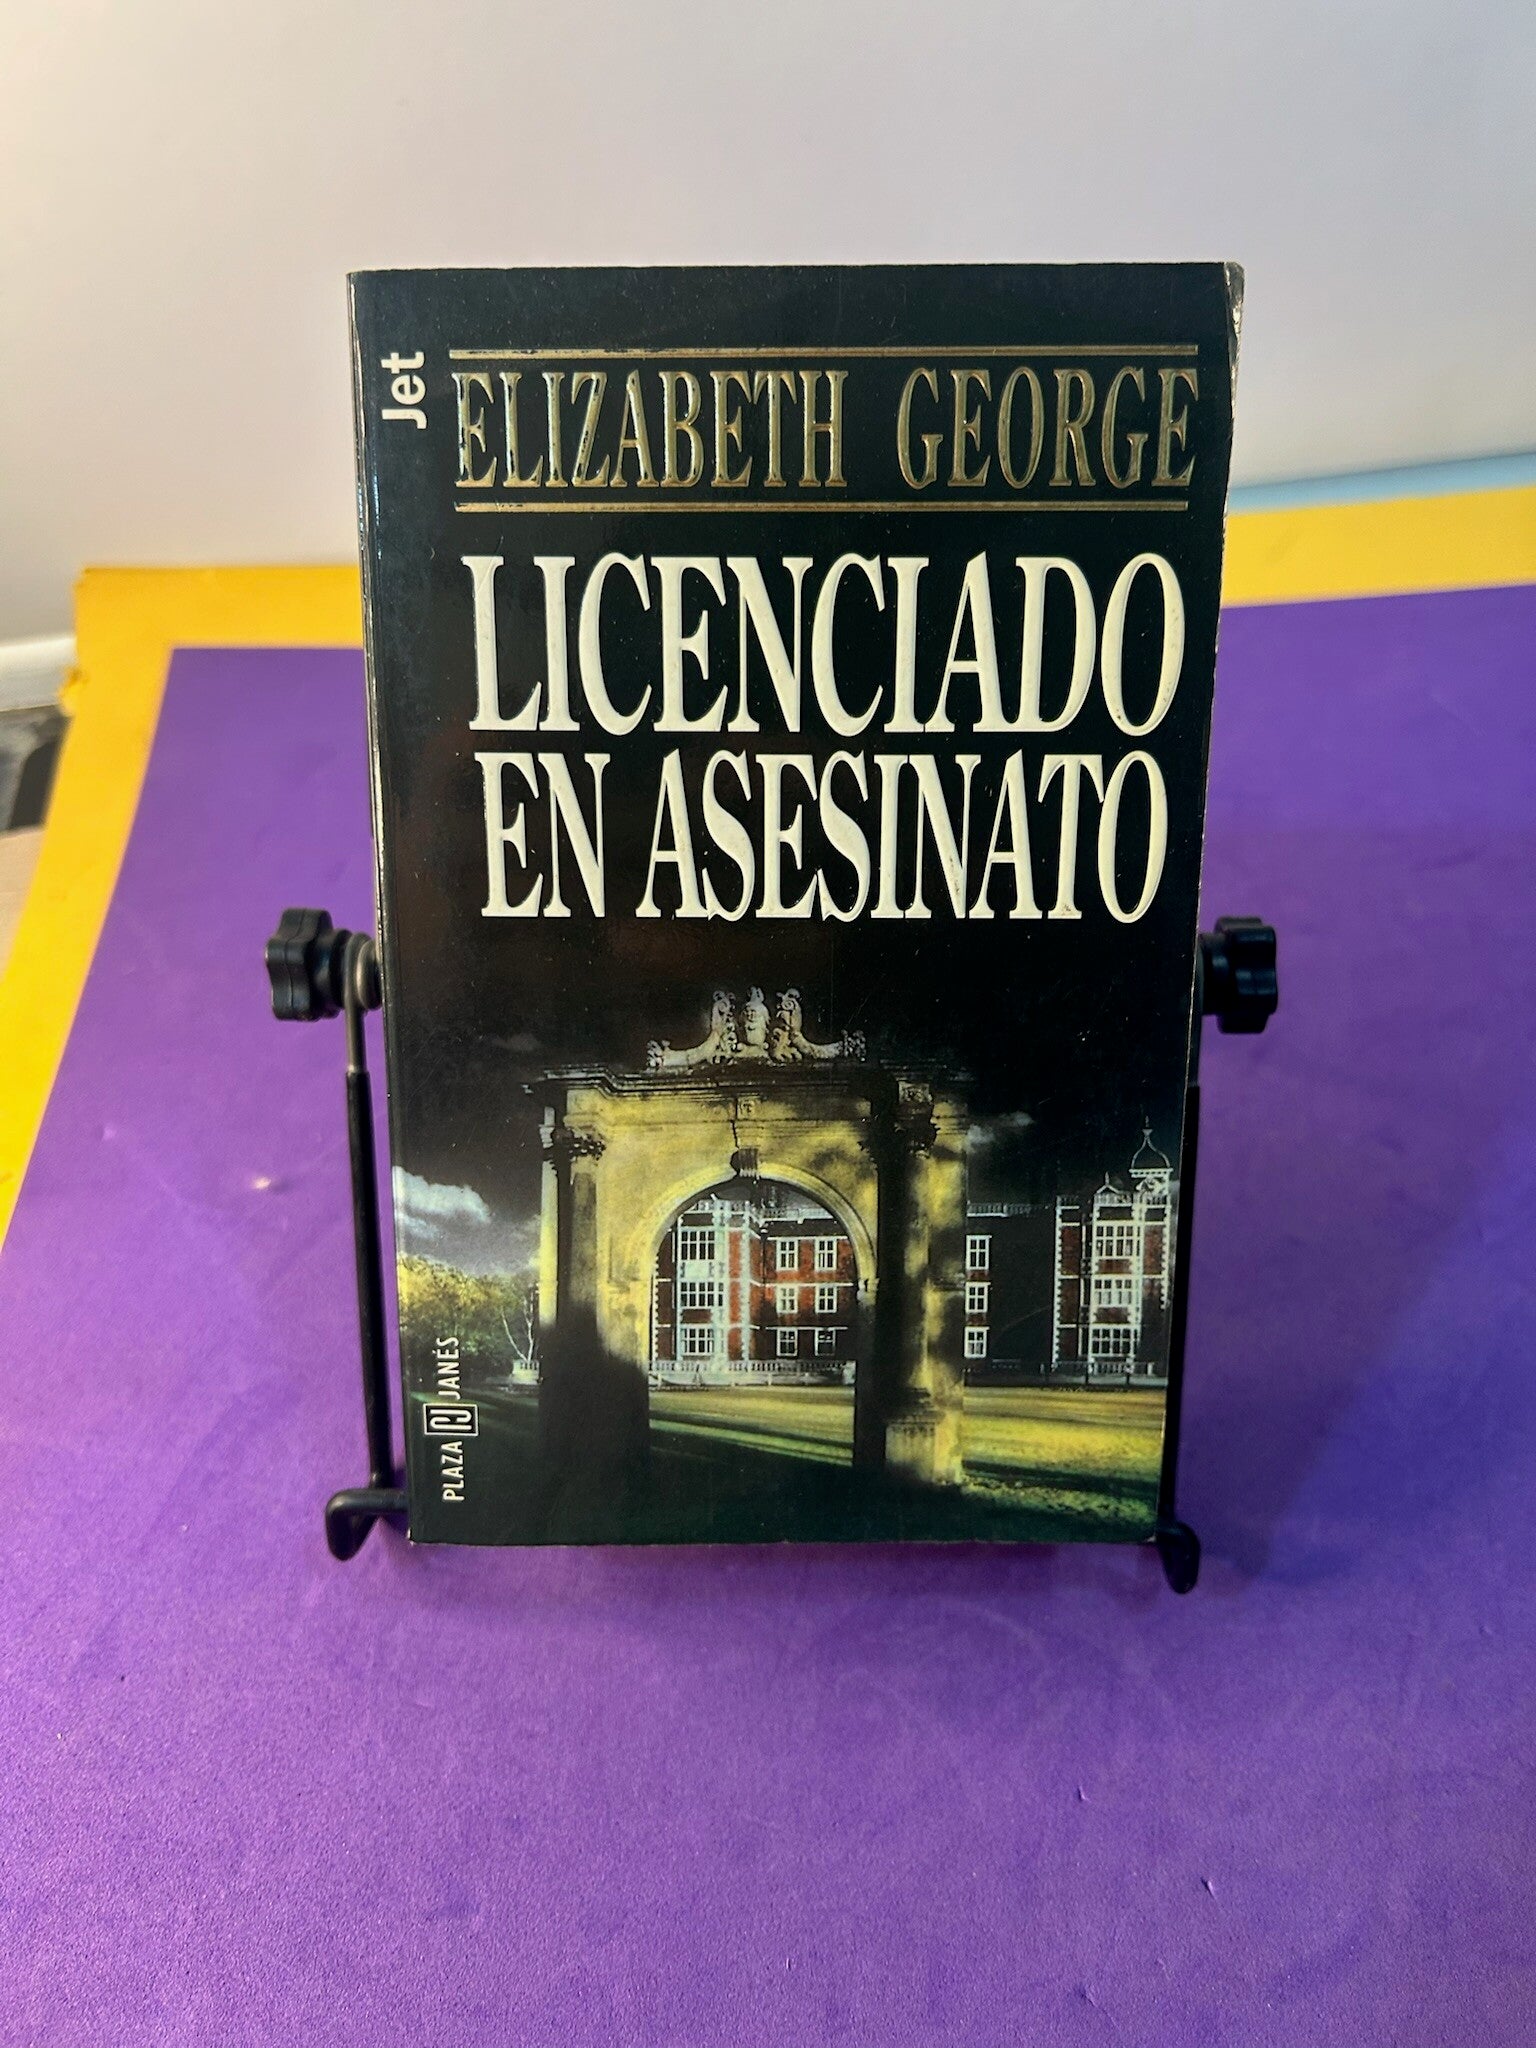 Jet
ELIZABETH GEORGE
LICENCIADO
EN ASESINATO
PLAZA PJ JANÉS